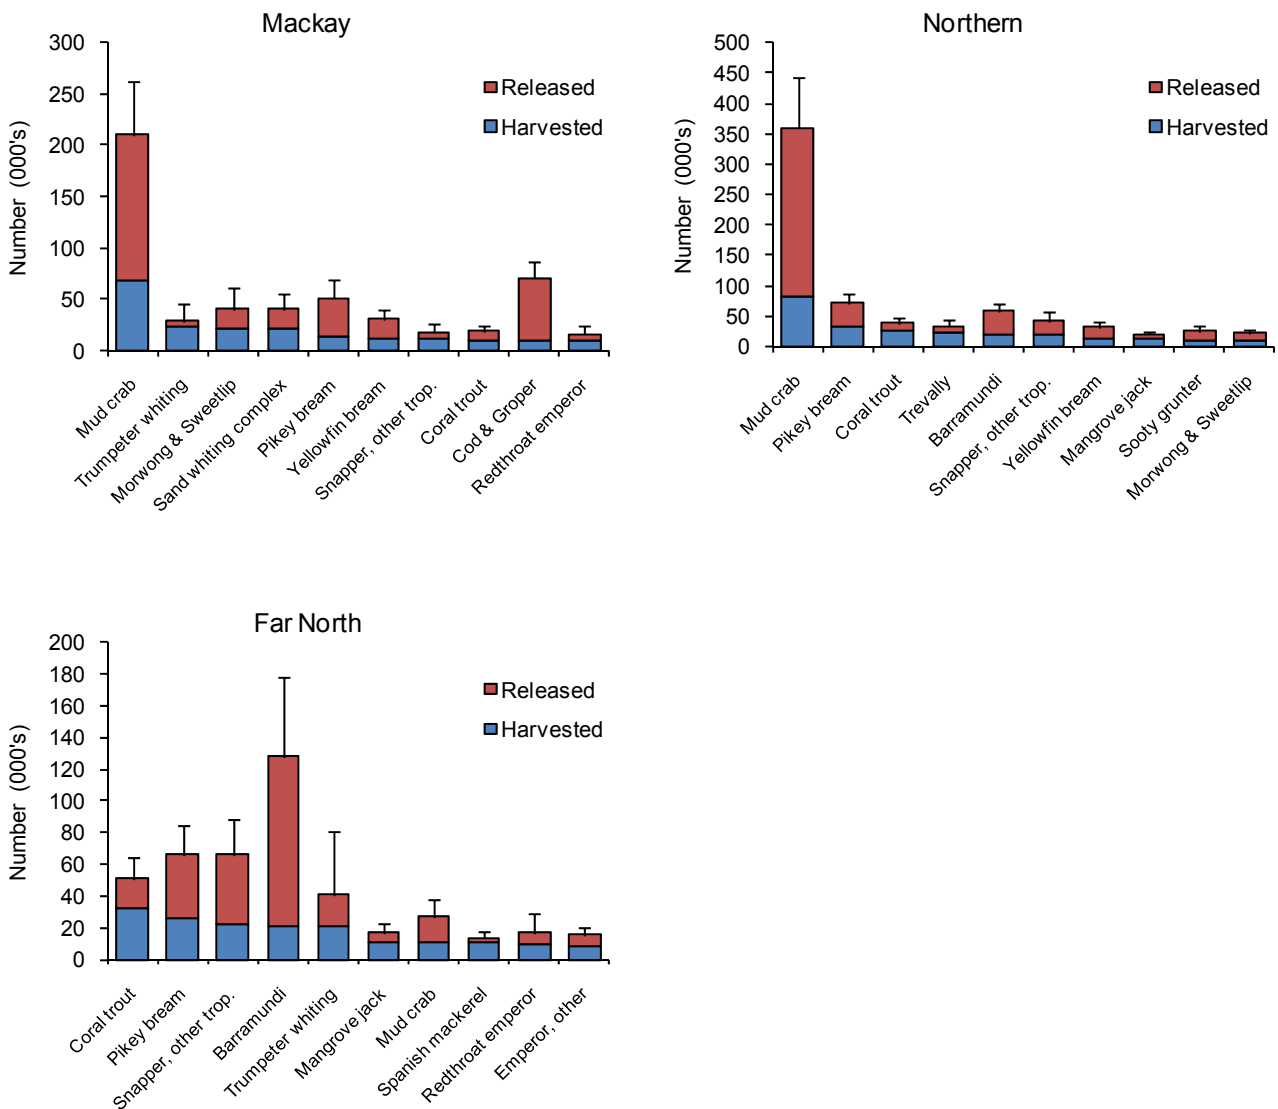 Mackay
300
250
200
150
100
50
0
Number (000's)
Released
Harvested
Mud crab
Trumpeter whiting
Morwong & Sweetlip
Sand whiting complex
Pikey bream
Yellowfin bream
Snapper, other trop.
Coral trout
Cod & Groper
Redthroat emperor
Northern
500
450
400
350
300
250
200
150
100
50
0
Number (000's)
Released
Harvested
Mud crab
Pikey bream
Coral trout
Trevally
Barramundi
Snapper, other trop.
Yellowfin bream
Mangrove jack
Sooty grunter
Morwong & Sweetlip
Far North
200
180
160
140
120
100
80
60
40
20
0
Number (000's)
Released
Harvested
Coral trout
Pikey bream
Snapper, other trop.
Barramundi
Trumpeter whiting
Mangrove jack
Mud crab
Spanish mackerel
Redthroat emperor
Emperor, other